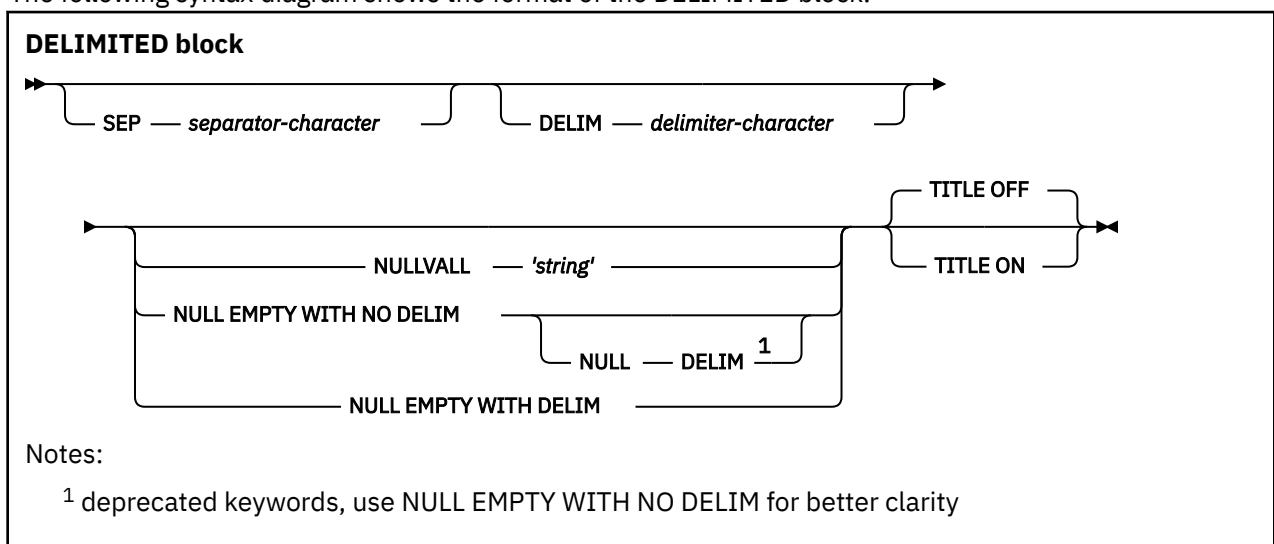 The following syntax diagram shows the format of the DELIMITED block.
DELIMITED block
SEP separator-character DELIM delimiter-character
TITLE OFF
NULLVALL 'string' TITLE ON
NULL EMPTY WITH NO DELIM
NULL DELIM 1
NULL EMPTY WITH DELIM
Notes:
1 deprecated keywords, use NULL EMPTY WITH NO DELIM for better clarity